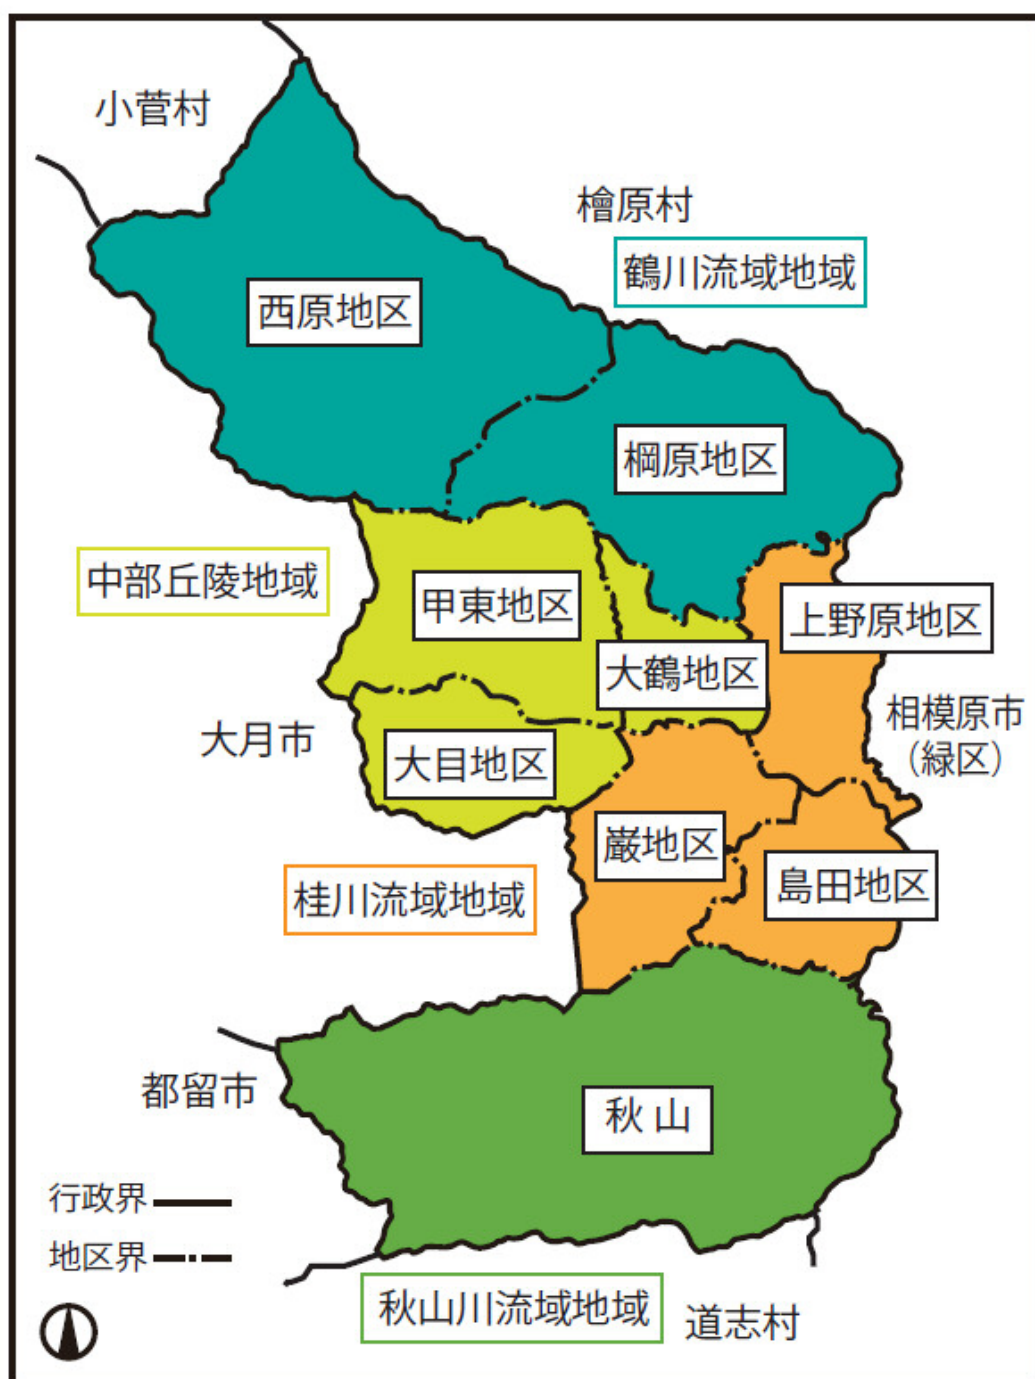 小菅村
檜原村
鶴川流域地域
西原地区
棡原地区
中部丘陵地域
甲東地区
上野原地区
大鶴地区
大月市
相模原市
（緑区）
大目地区
巌地区
島田地区
桂川流域地域
都留市
秋山
行政界
地区界
秋山川流域地域
道志村